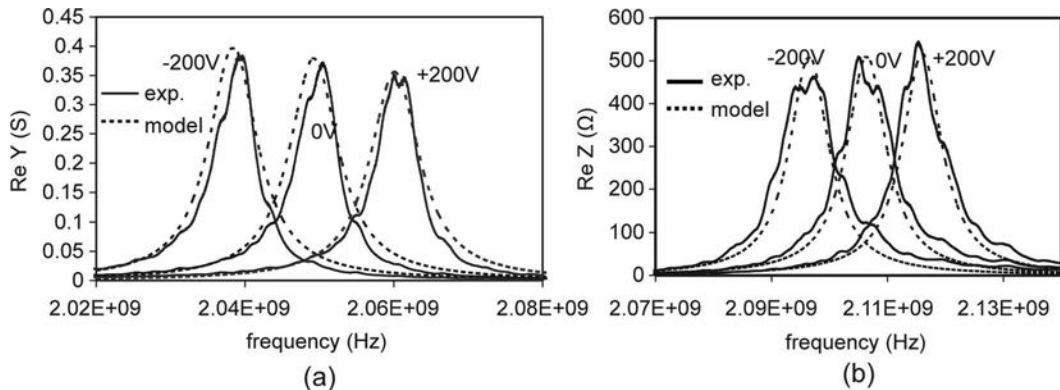 0.45
0.4
0.35
0.3
0.25
0.2
0.15
0.1
0.05
0
Re Y (S)
-200V
0V
+200V
exp.
model
2.02E+09 2.04E+09 2.06E+09 2.08E+09
frequency (Hz)
(a)
600
500
400
300
200
100
0
Re Z (Ω)
-200V
0V
+200V
exp.
model
2.07E+09 2.09E+09 2.11E+09 2.13E+09
frequency (Hz)
(b)